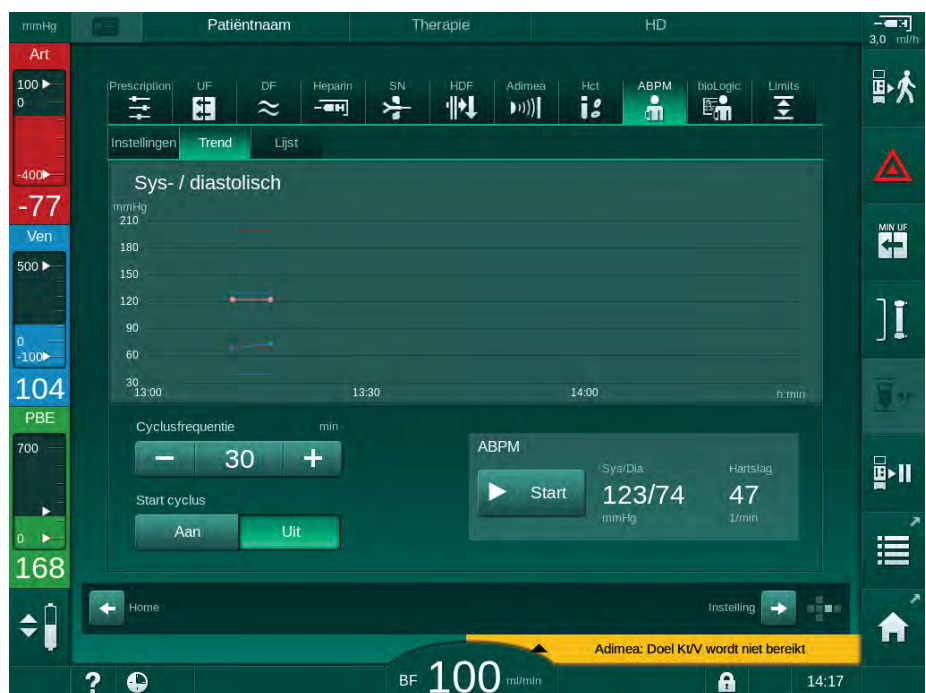 mmHg
Patiëntnaam
Therapie
HD
3,0 ml/h
Art
100
0
-400
-77
Ven
500
0
-100
104
PBE
700
0
168
Prescription
UF
DF
Heparin
SN
HDF
Adimea
Hct
ABPM
bioLogic
Limits
Instellingen
Trend
Lijst
Sys- / diastolisch
mmHg
210
180
150
120
90
60
30
13:00
13:30
14:00
h:min
Cyclusfrequentie
min
30
Start cyclus
Aan
Uit
ABPM
Start
Sys/Dia
123/74
mmHg
Hartslag
47
1/min
MIN UF
Home
Instelling
Adimea: Doel Kt/V wordt niet bereikt
?
BF 100 ml/min
14:17